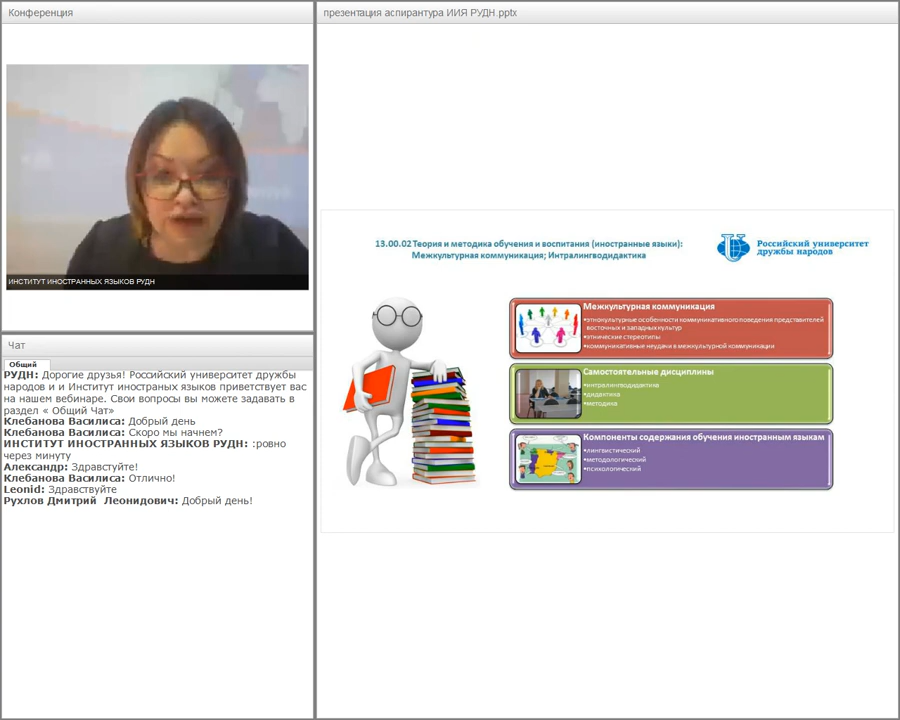 Конференция
ИНСТИТУТ ИНОСТРАННЫХ ЯЗЫКОВ РУДН
Чат
Общий
РУДН: Дорогие друзья! Российский университет дружбы
народов и и Институт иностраных языков приветствует вас
на нашем вебинаре. Свои вопросы вы можете задавать в
раздел « Общий Чат»
Клебанова Василиса: Добрый день
Клебанова Василиса: Скоро мы начнем?
ИНСТИТУТ ИНОСТРАННЫХ ЯЗЫКОВ РУДН: :ровно
через минуту
Александр: Здравстуйте!
Клебанова Василиса: Отлично!
Leonid: Здравствуйте
Рухлов Дмитрий Леонидович: Добрый день!
презентация аспирантура ИИЯ РУДН.pptx
13.00.02 Теория и методика обучения и воспитания (иностранные языки):
Межкультурная коммуникация; Интралингводидактика
Российский университет
дружбы народов
Межкультурная коммуникация
•этнокультурные особенности коммуникативного поведения представителей
восточных и западных культур
•этнические стереотипы
•коммуникативные неудачи в межкультурной коммуникации
Самостоятельные дисциплины
•интралингводидактика
•дидактика
•методика
Компоненты содержания обучения иностранным языкам
•лингвистический
•методологический
•психологический